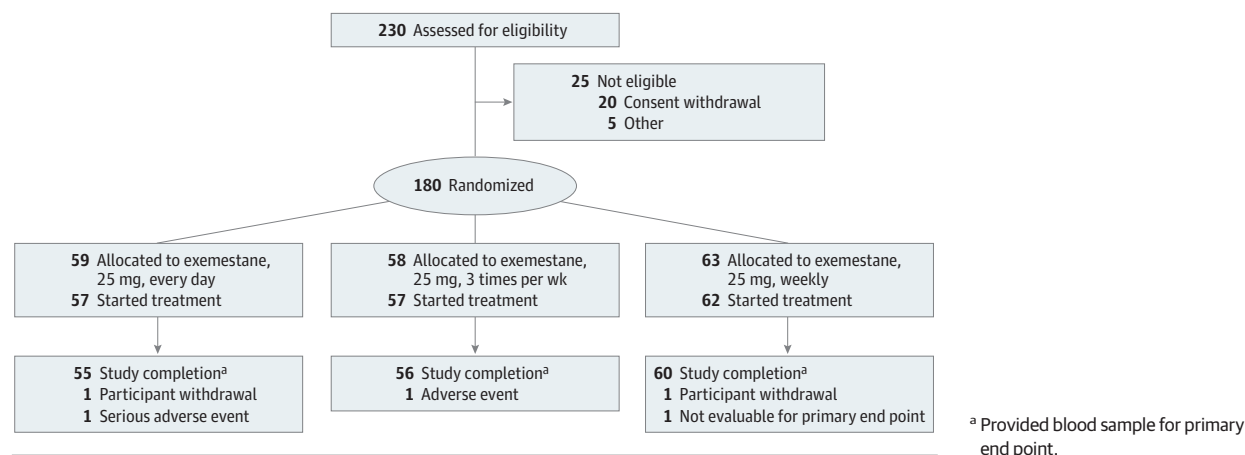 230 Assessed for eligibility
25 Not eligible
20 Consent withdrawal
5 Other
180 Randomized
59 Allocated to exemestane,
25 mg, every day
57 Started treatment
58 Allocated to exemestane,
25 mg, 3 times per wk
57 Started treatment
63 Allocated to exemestane,
25 mg, weekly
62 Started treatment
55 Study completionᵃ
1 Participant withdrawal
1 Serious adverse event
56 Study completionᵃ
1 Adverse event
60 Study completionᵃ
1 Participant withdrawal
1 Not evaluable for primary end point
ᵃ Provided blood sample for primary
end point.